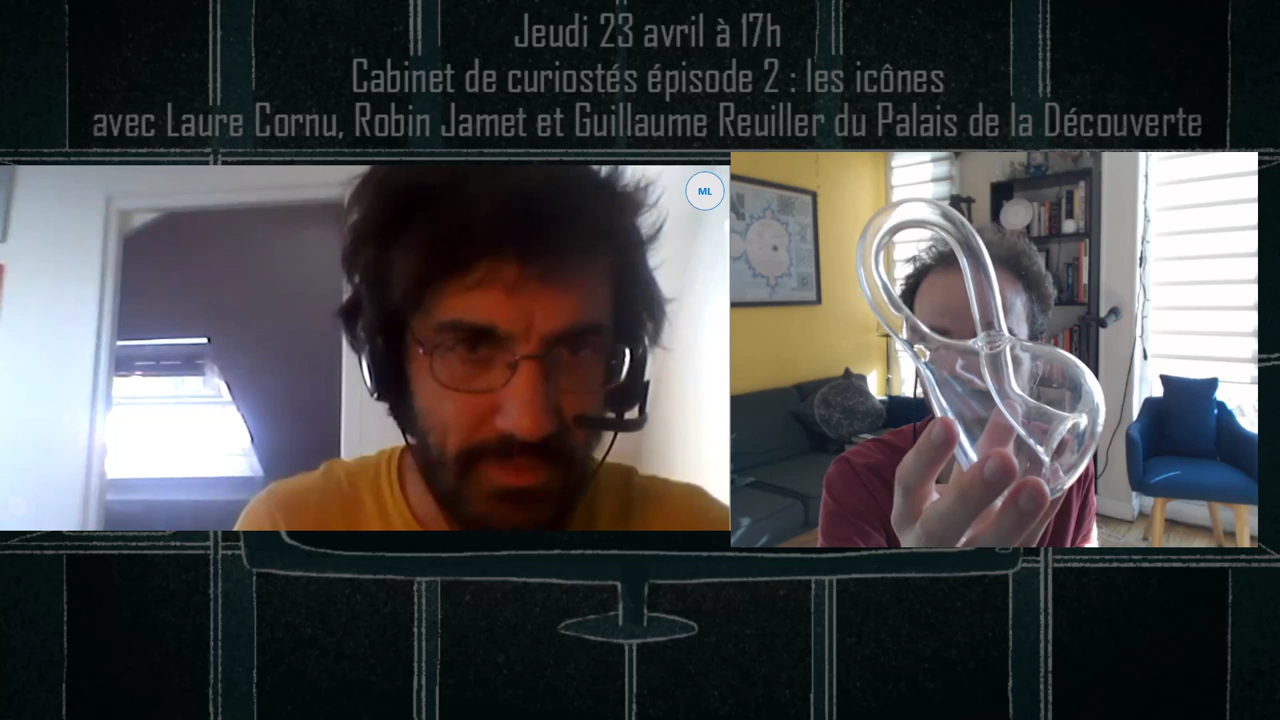 Jeudi 23 avril à 17h
Cabinet de curiostés épisode 2 : les icônes
avec Laure Cornu, Robin Jamet et Guillaume Reuiller du Palais de la Découverte
ML